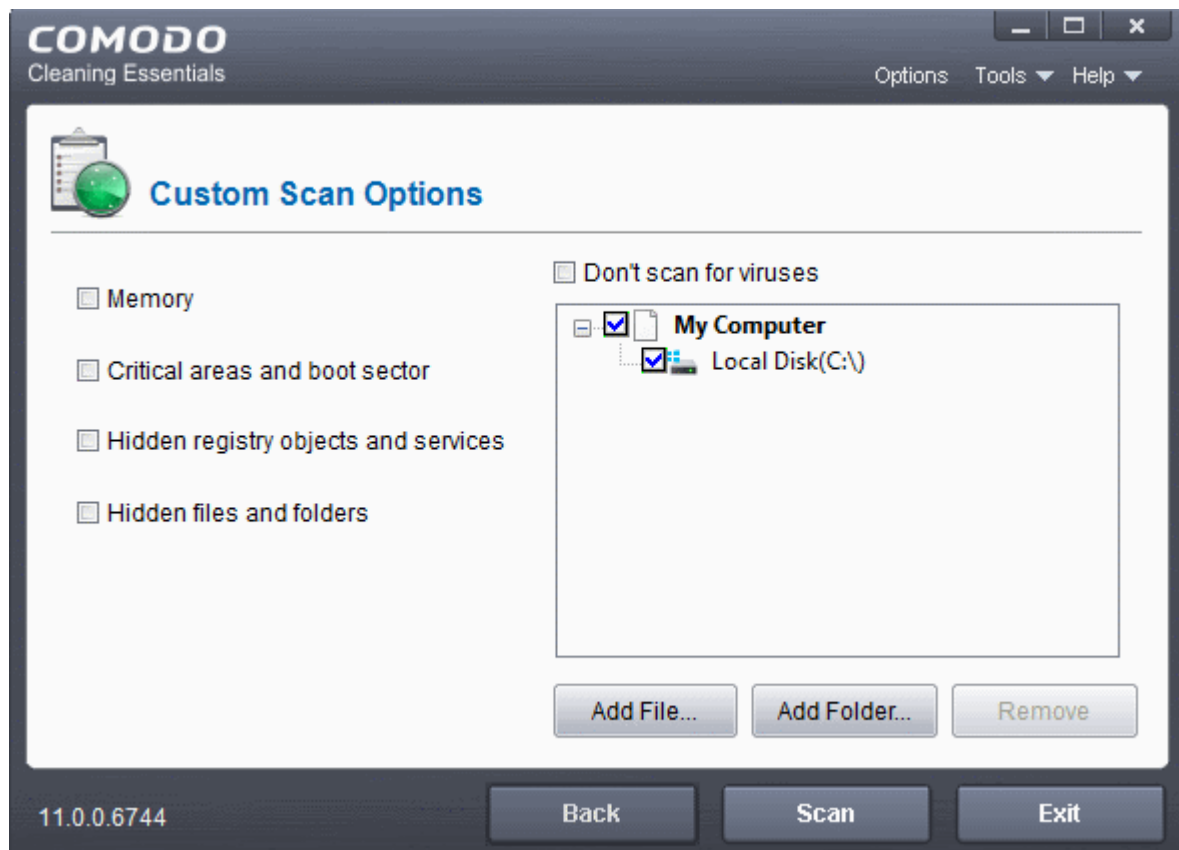 COMODO
Cleaning Essentials
Options Tools Help
Custom Scan Options
Memory
Critical areas and boot sector
Hidden registry objects and services
Hidden files and folders
Don't scan for viruses
My Computer
Local Disk(C:\)
Add File... Add Folder... Remove
11.0.0.6744 Back Scan Exit